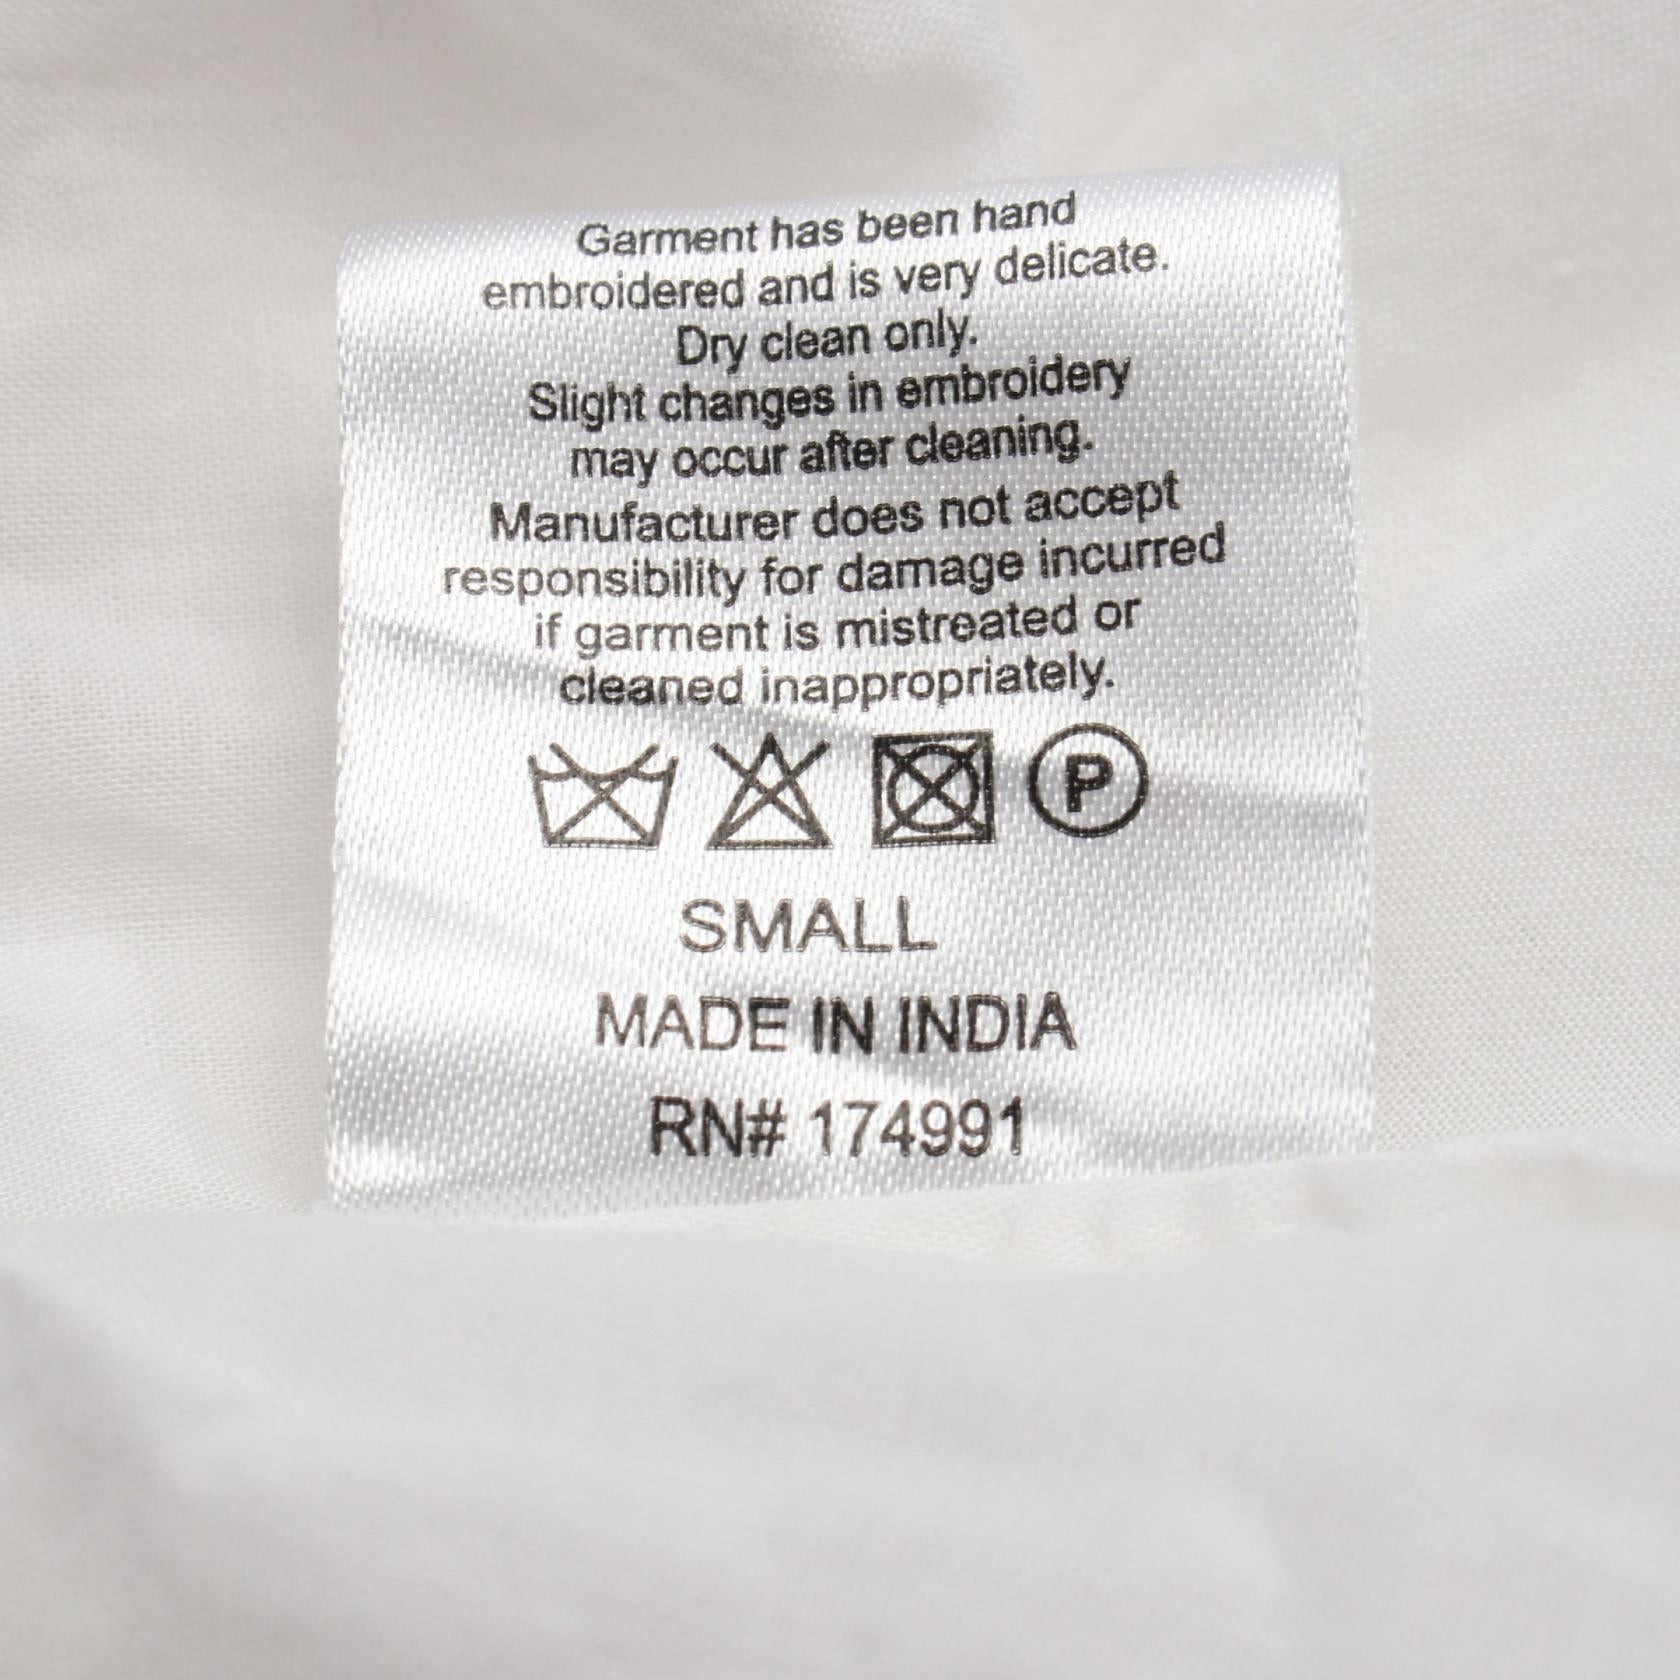 Garment has been hand
embroidered and is very delicate.
Dry clean only.
Slight changes in embroidery
may occur after cleaning.
Manufacturer does not accept
responsibility for damage incurred
if garment is mistreated or
cleaned inappropriately.
P
SMALL
MADE IN INDIA
RN# 174991